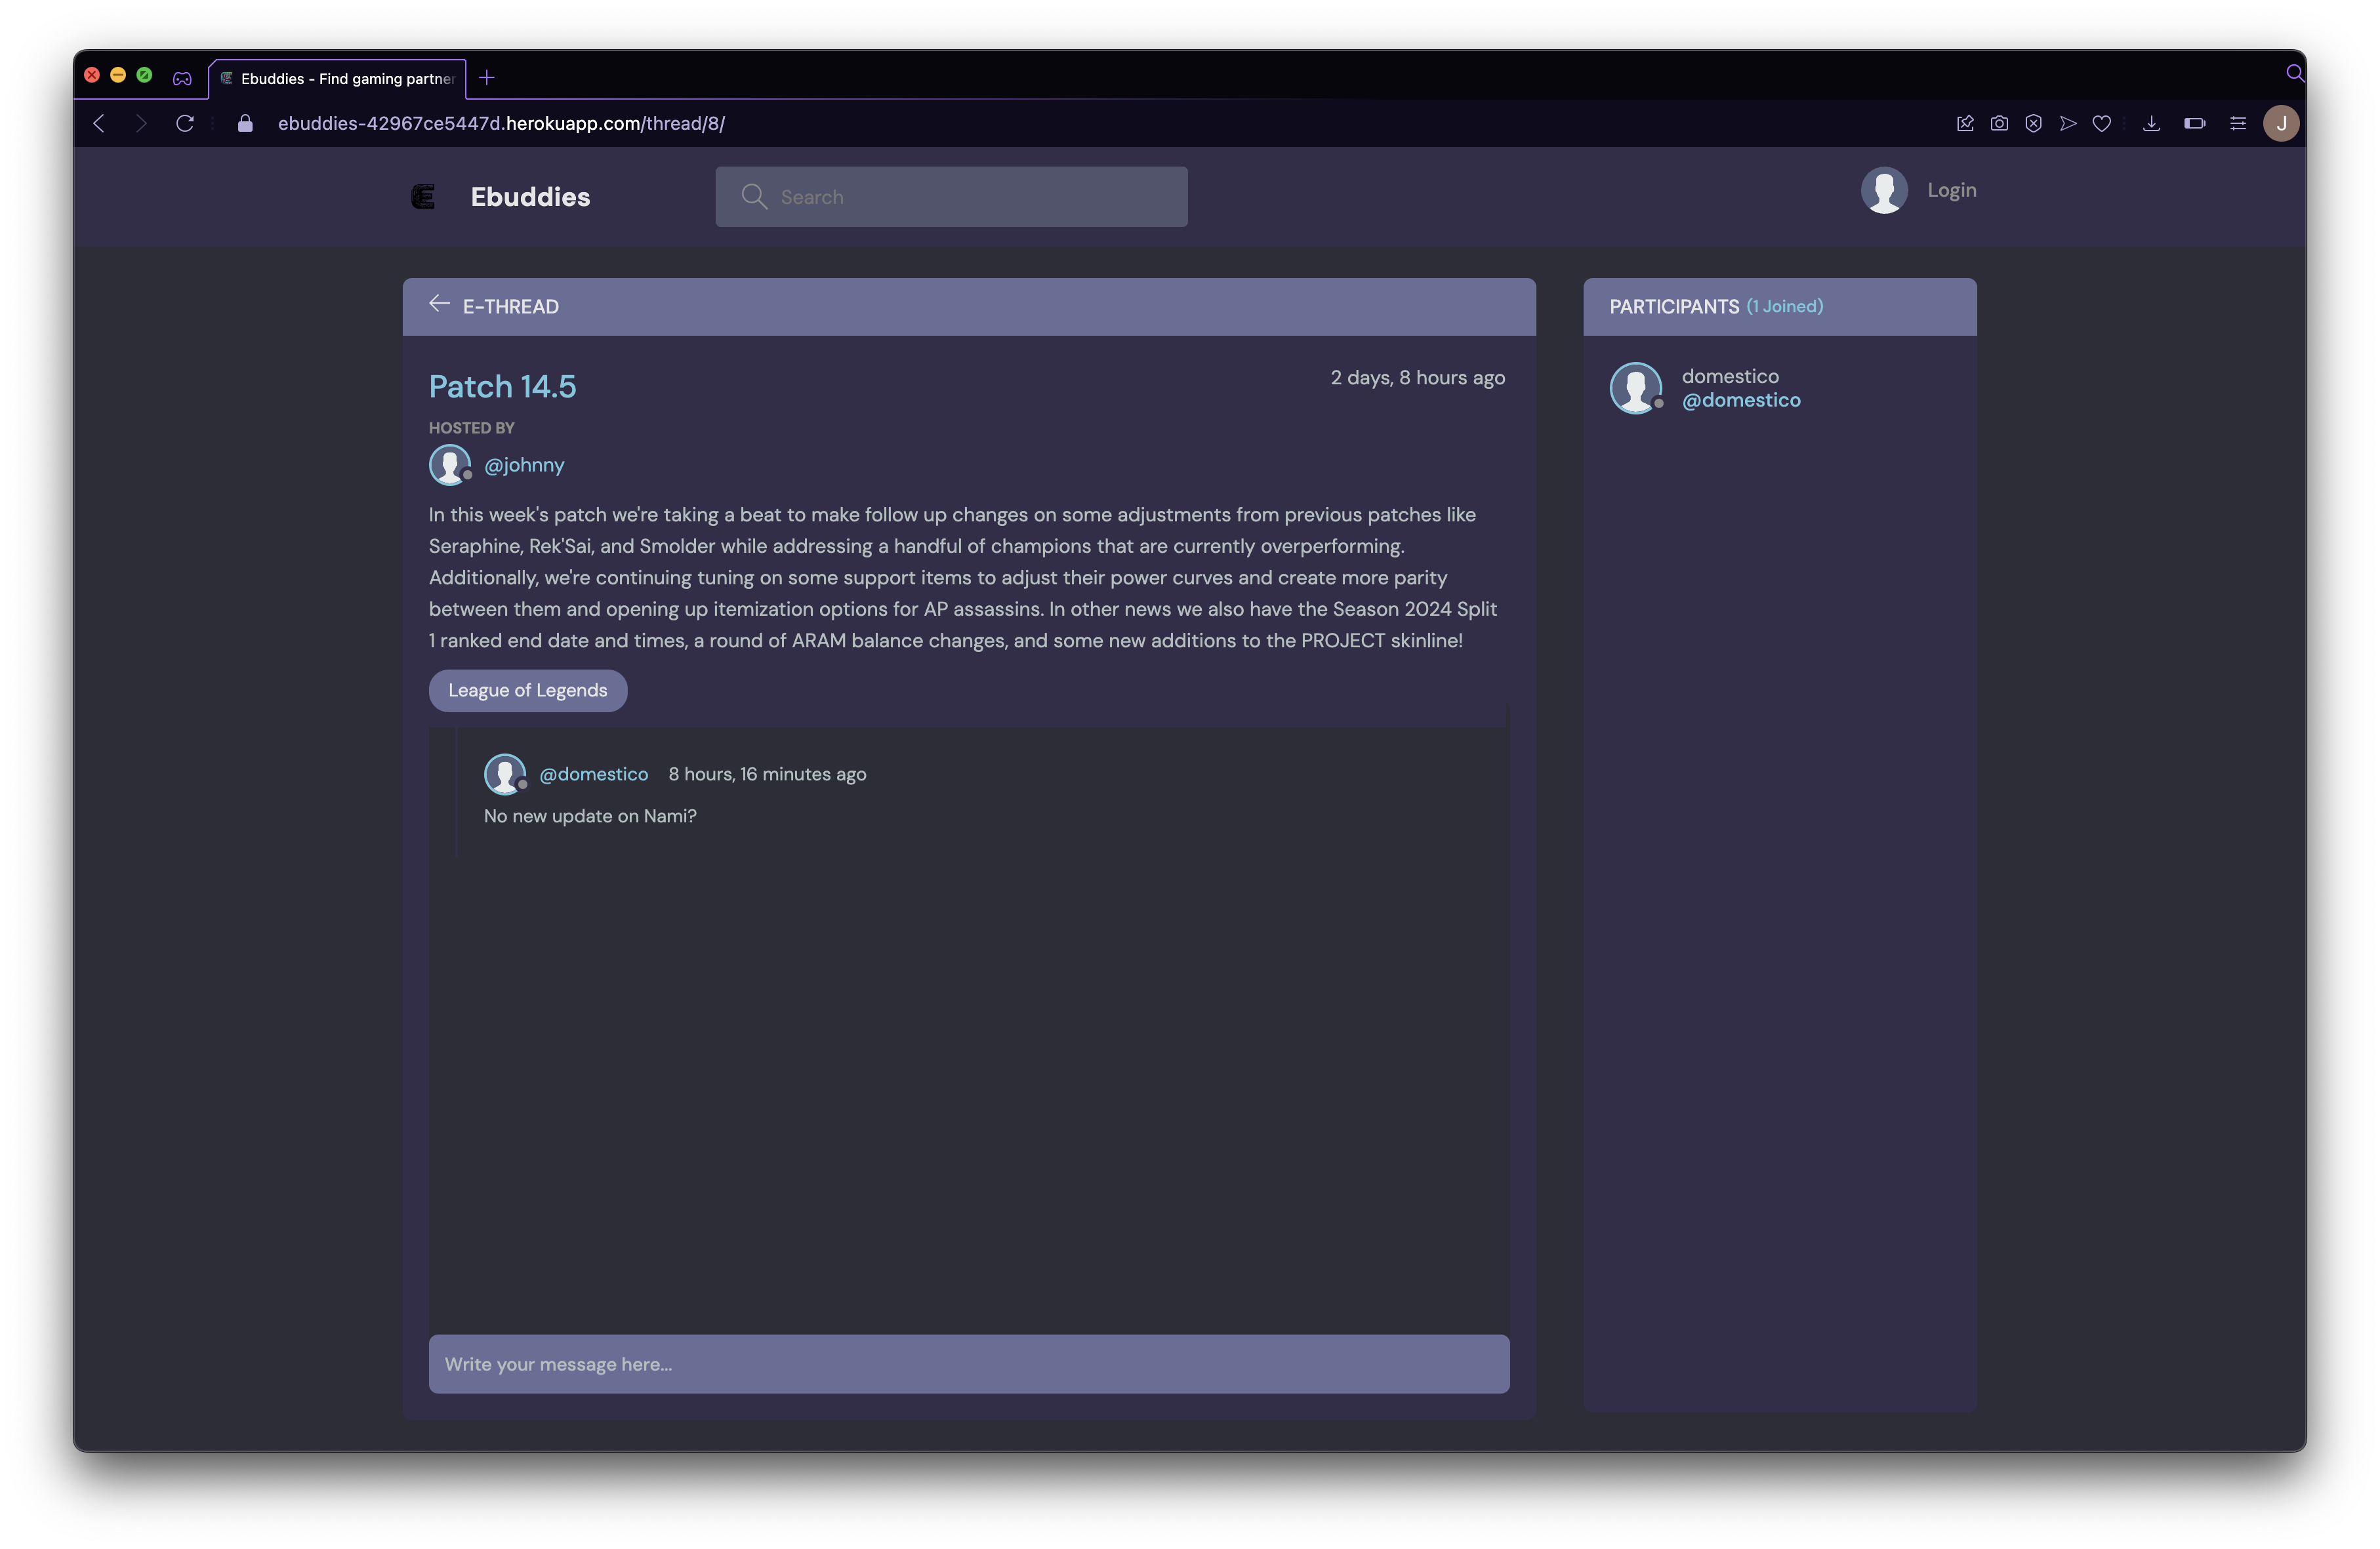 Ebuddies - Find gaming partner
ebuddies-42967ce5447d.herokuapp.com/thread/8/
J
Ebuddies
Search
Login
E-THREAD
Patch 14.5
2 days, 8 hours ago
HOSTED BY
@johnny
In this week's patch we're taking a beat to make follow up changes on some adjustments from previous patches like
Seraphine, Rek'Sai, and Smolder while addressing a handful of champions that are currently overperforming.
Additionally, we're continuing tuning on some support items to adjust their power curves and create more parity
between them and opening up itemization options for AP assassins. In other news we also have the Season 2024 Split
1 ranked end date and times, a round of ARAM balance changes, and some new additions to the PROJECT skinline!
League of Legends
@domestico 8 hours, 16 minutes ago
No new update on Nami?
Write your message here...
PARTICIPANTS (1 Joined)
domestico
@domestico